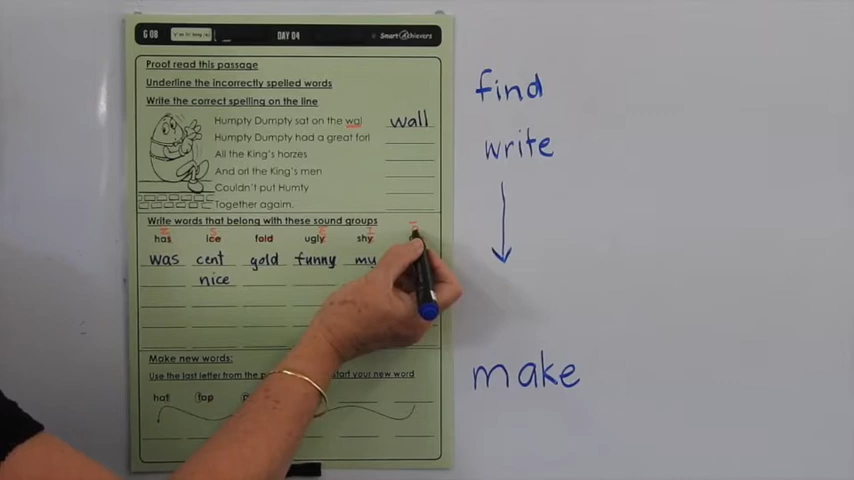 G 08 DAY 04 Smart Achievers
Proof read this passage
Underline the incorrectly spelled words
Write the correct spelling on the line
Humpty Dumpty sat on the wal wall
Humpty Dumpty had a great forl
All the King's horzes
And orl the King's men
Couldn't put Humty
Together agaim.
find
write
make
Write words that belong with these sound groups
has ice fold ugly shy
was cent gold funny my
nice
Make new words:
Use the last letter from the start your new word
hat top